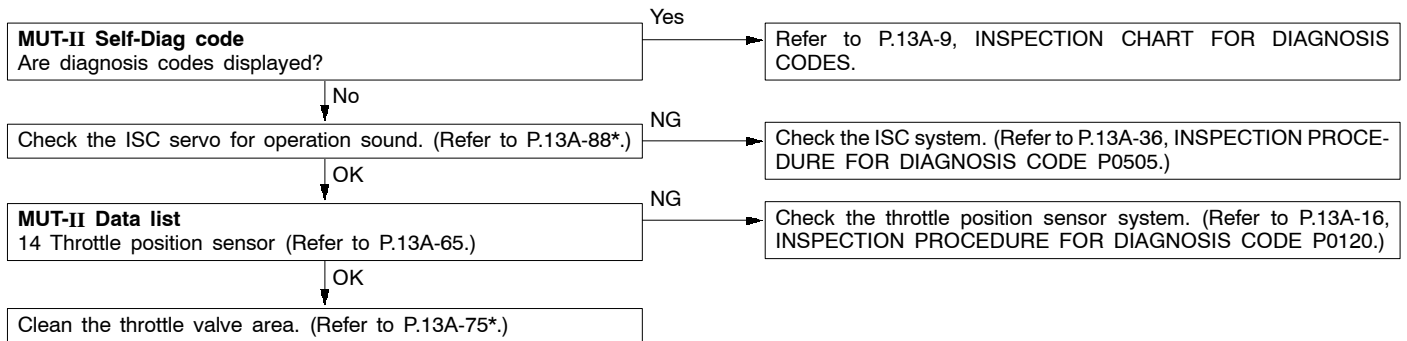 MUT-II Self-Diag code
Are diagnosis codes displayed?
Yes
Refer to P.13A-9, INSPECTION CHART FOR DIAGNOSIS
CODES.
No
Check the ISC servo for operation sound. (Refer to P.13A-88*.)
NG
Check the ISC system. (Refer to P.13A-36, INSPECTION PROCE-
DURE FOR DIAGNOSIS CODE P0505.)
OK
MUT-II Data list
14 Throttle position sensor (Refer to P.13A-65.)
NG
Check the throttle position sensor system. (Refer to P.13A-16,
INSPECTION PROCEDURE FOR DIAGNOSIS CODE P0120.)
OK
Clean the throttle valve area. (Refer to P.13A-75*.)